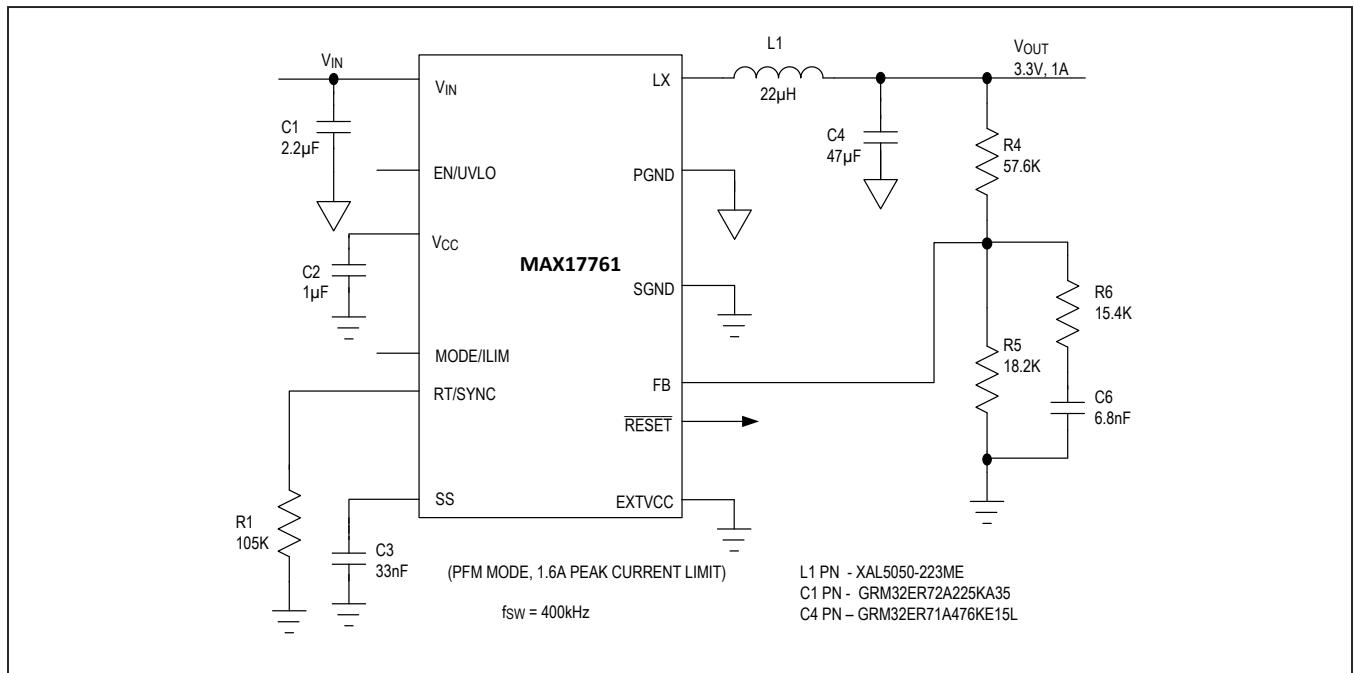 VIN
C1
2.2µF
VIN
EN/UVLO
VCC
C2
1µF
MODE/ILIM
RT/SYNC
SS
R1
105K
C3
33nF
MAX17761
LX
PGND
SGND
FB
RESET
EXTVCC
L1
22µH
VOUT
3.3V, 1A
C4
47µF
R4
57.6K
R5
18.2K
R6
15.4K
C6
6.8nF
(PFM MODE, 1.6A PEAK CURRENT LIMIT)
fSW = 400kHz
L1 PN - XAL5050-223ME
C1 PN - GRM32ER72A225KA35
C4 PN – GRM32ER71A476KE15L